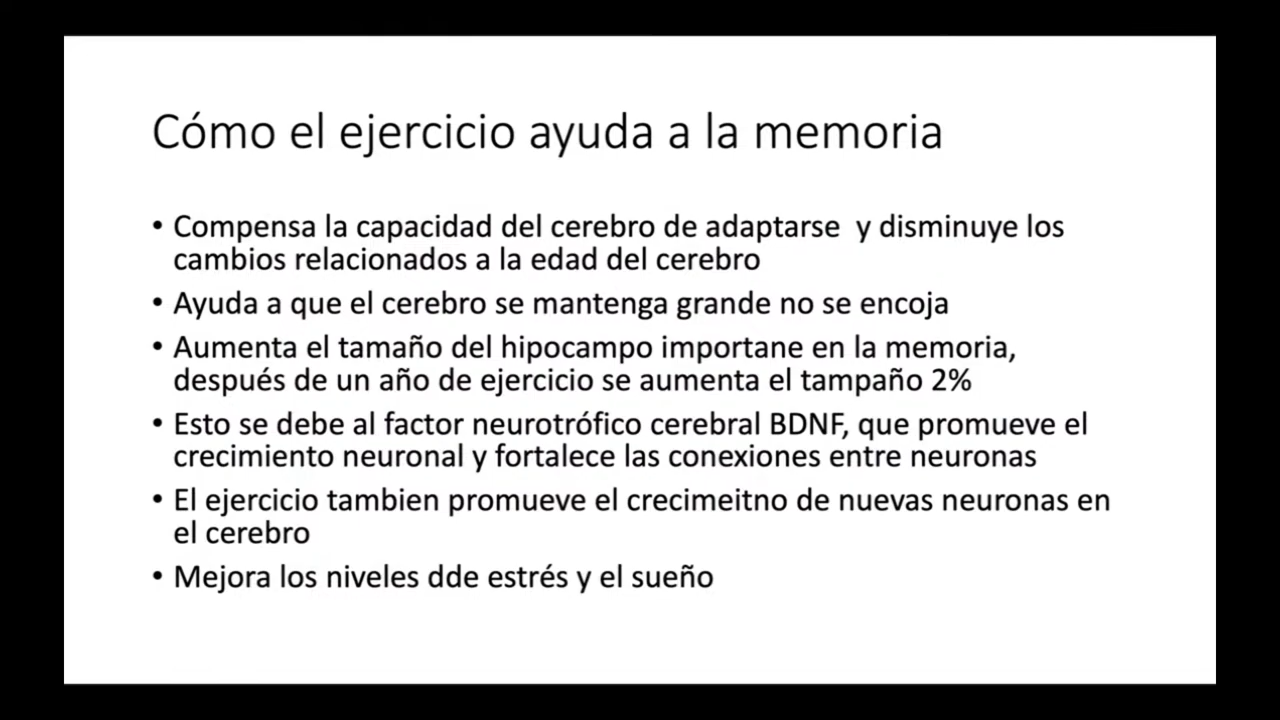 Cómo el ejercicio ayuda a la memoria
• Compensa la capacidad del cerebro de adaptarse  y disminuye los
cambios relacionados a la edad del cerebro
• Ayuda a que el cerebro se mantenga grande no se encoja
• Aumenta el tamaño del hipocampo importane en la memoria,
después de un año de ejercicio se aumenta el tampaño 2%
• Esto se debe al factor neurotrófico cerebral BDNF, que promueve el
crecimiento neuronal y fortalece las conexiones entre neuronas
• El ejercicio tambien promueve el crecimeitno de nuevas neuronas en
el cerebro
• Mejora los niveles dde estrés y el sueño